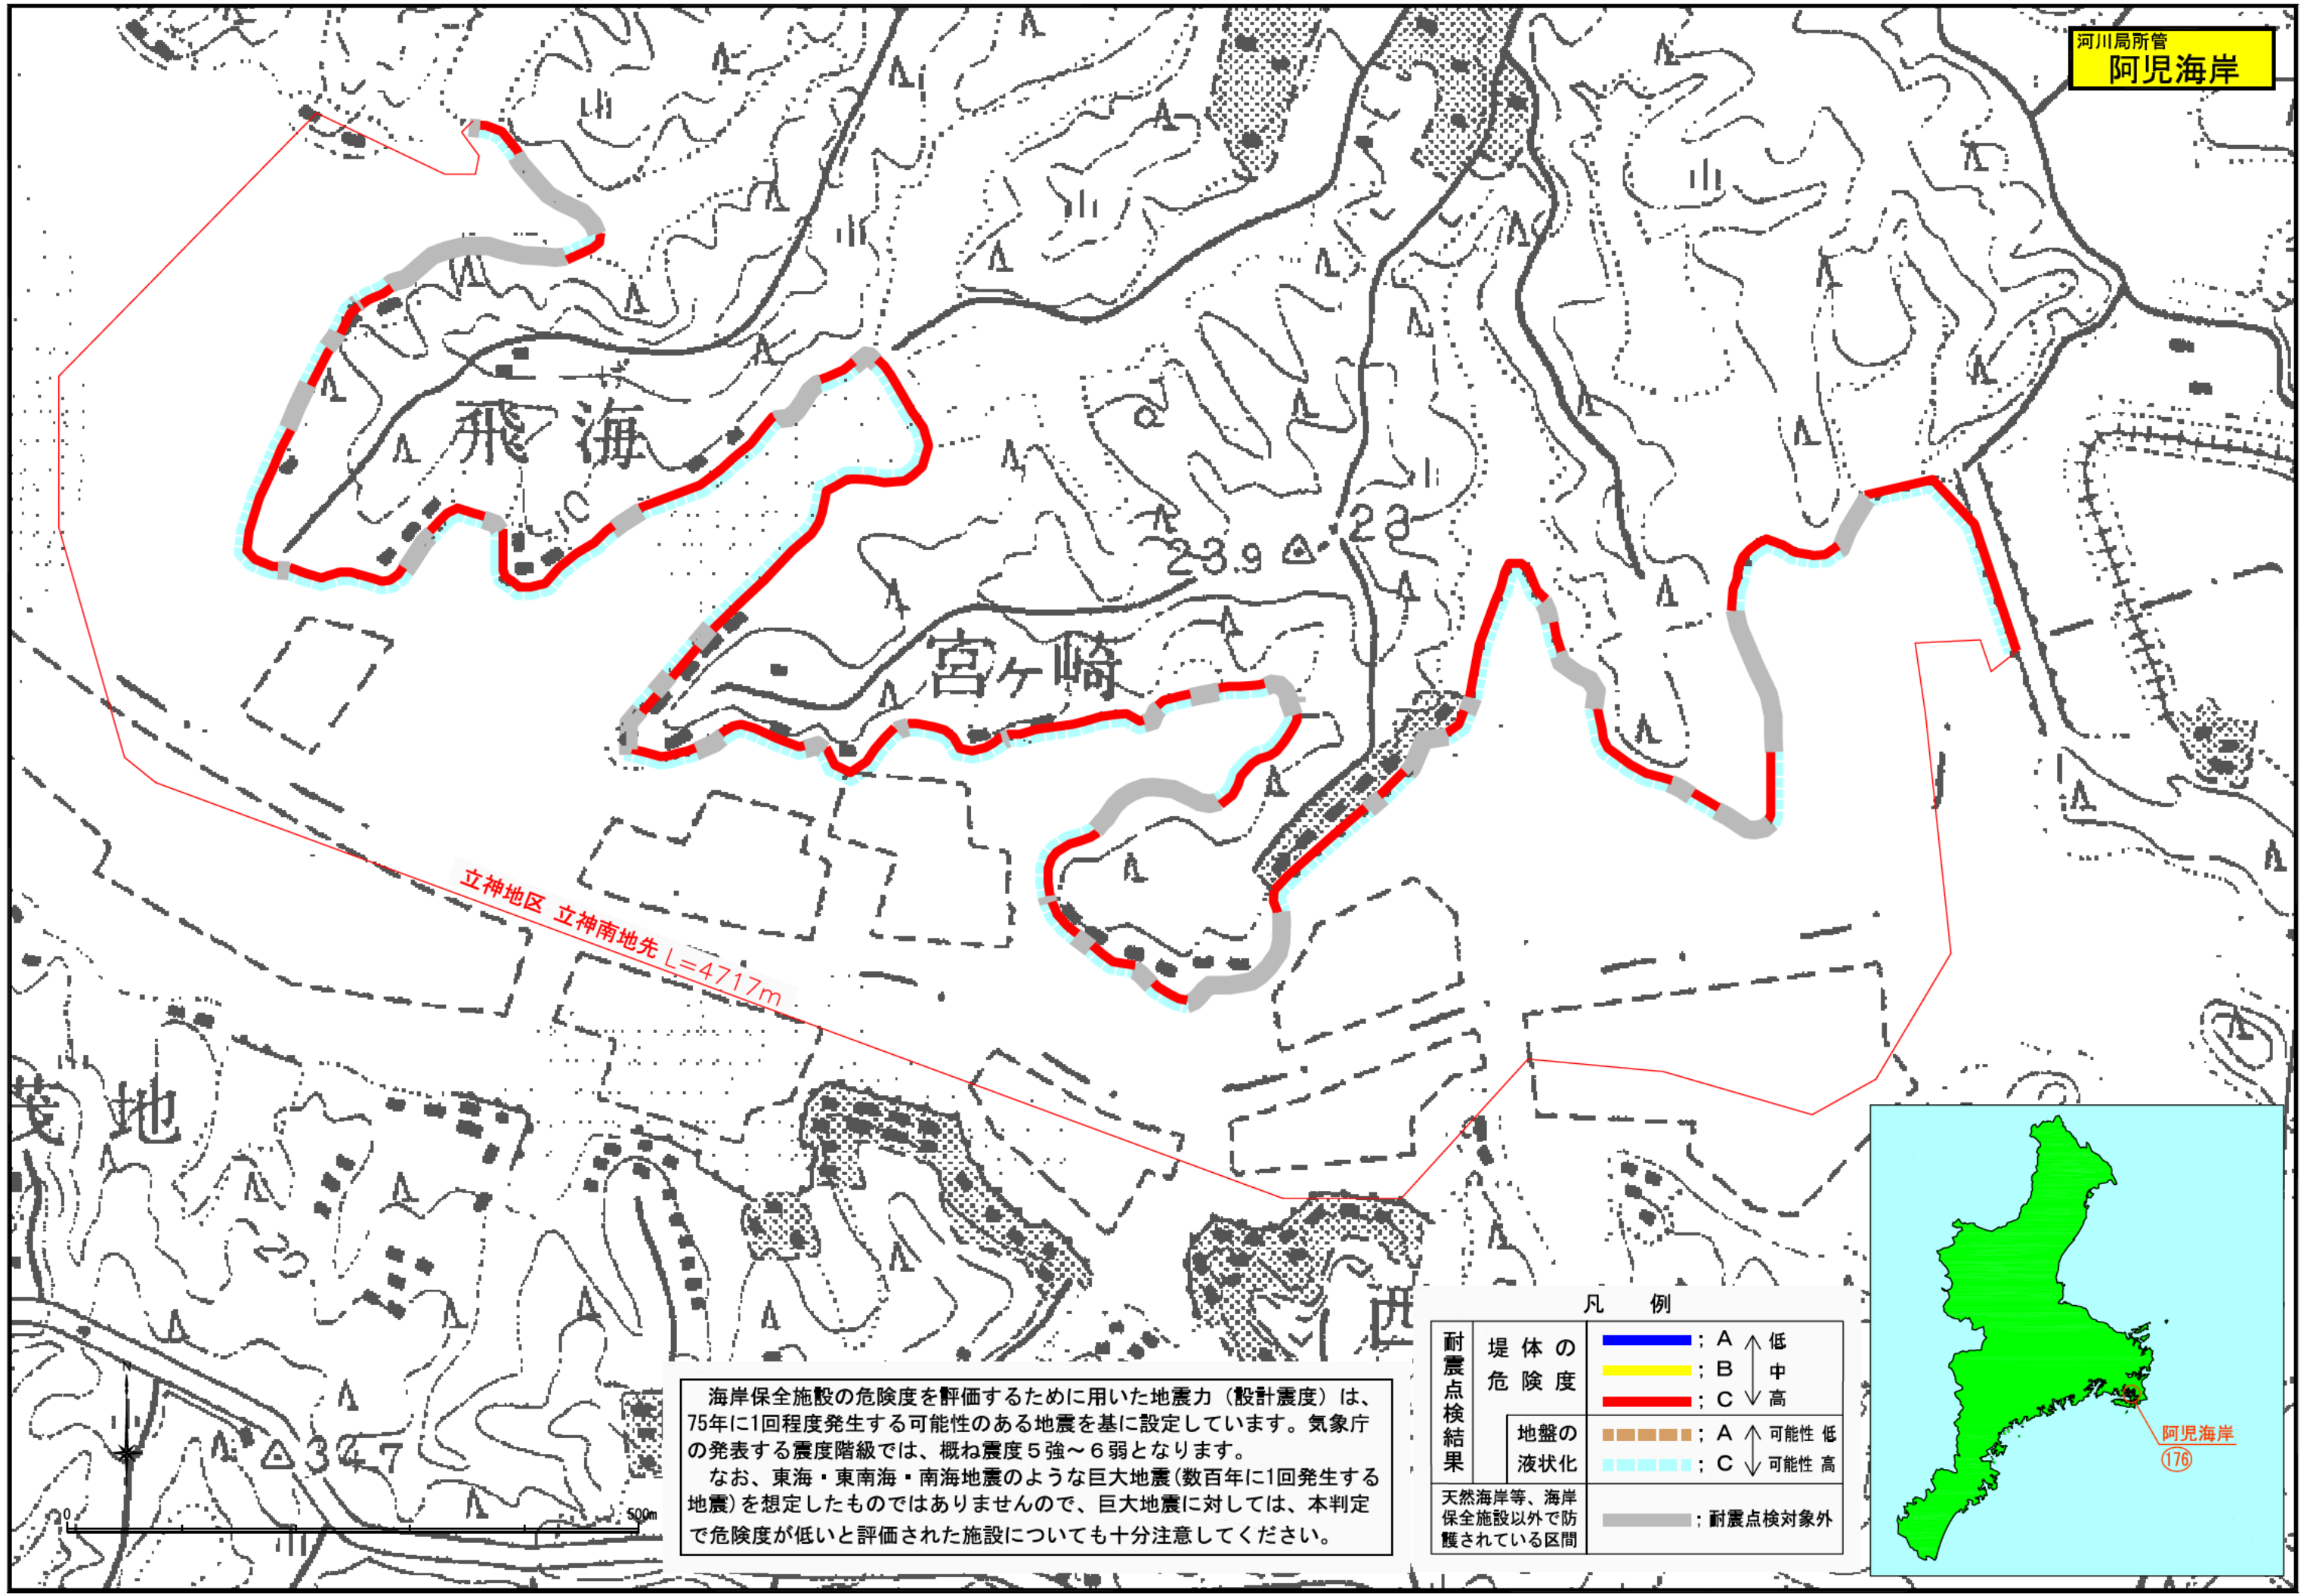 河川局所管
阿児海岸
飛海
10
23.9
28
宮ヶ崎
立神地区 立神南地先 L=4717m
地
西
34.7
N
0
500m
海岸保全施設の危険度を評価するために用いた地震力（設計震度）は、
75年に1回程度発生する可能性のある地震を基に設定しています。気象庁
の発表する震度階級では、概ね震度５強～６弱となります。
なお、東海・東南海・南海地震のような巨大地震（数百年に1回発生する
地震）を想定したものではありませんので、巨大地震に対しては、本判定
で危険度が低いと評価された施設についても十分注意してください。
凡 例
耐震点検結果
堤体の
危険度
；A 低
；B 中
；C 高
地盤の
液状化
；A 可能性 低
；C 可能性 高
天然海岸等、海岸
保全施設以外で防
護されている区間
；耐震点検対象外
阿児海岸
176